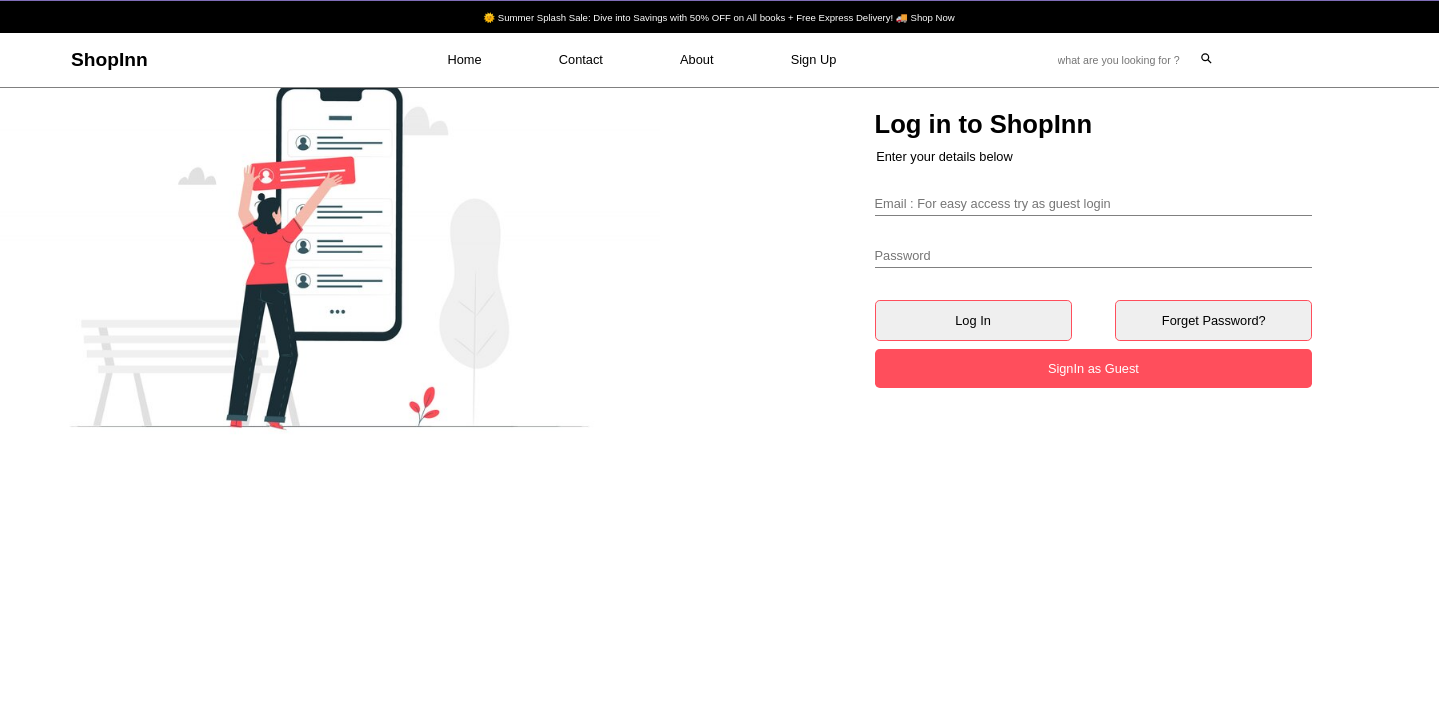 🌞 Summer Splash Sale: Dive into Savings with 50% OFF on All books + Free Express Delivery! 🚚 Shop Now
ShopInn
Home
Contact
About
Sign Up
what are you looking for ?
Log in to ShopInn
Enter your details below
Email : For easy access try as guest login
Password
Log In
Forget Password?
SignIn as Guest